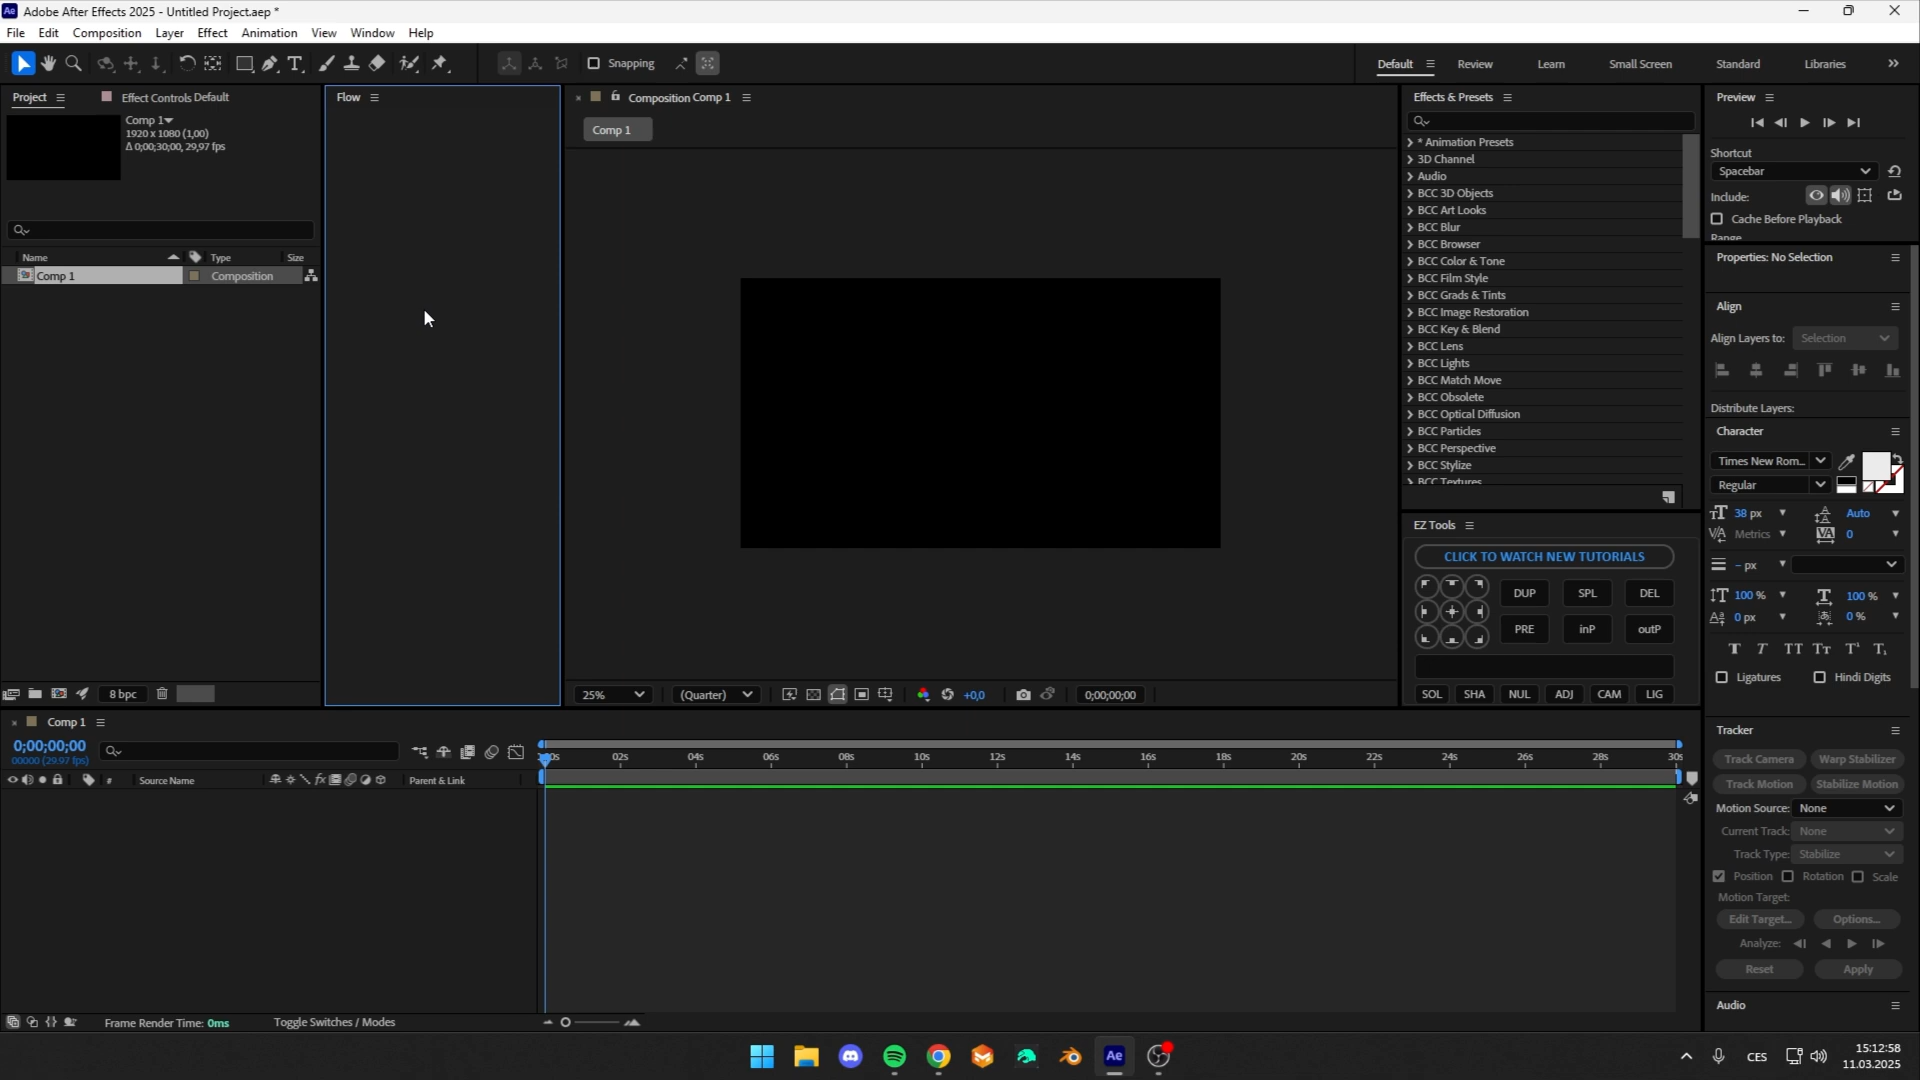 Adobe After Effects 2025 - Untitled Project.aep *
File Edit Composition Layer Effect Animation View Window Help
Snapping
Default Review Learn Small Screen Standard Libraries
Project
Effect Controls Default
Comp 1
1920 x 1080 (1,00)
Δ 0;00;30;00, 29,97 fps
Name Type Size
Comp 1 Composition
8 bpc
Flow
Composition Comp 1
Comp 1
25% (Quarter) +0,0 0;00;00;00
Effects & Presets
* Animation Presets
3D Channel
Audio
BCC 3D Objects
BCC Art Looks
BCC Blur
BCC Browser
BCC Color & Tone
BCC Film Style
BCC Grads & Tints
BCC Image Restoration
BCC Key & Blend
BCC Lens
BCC Lights
BCC Match Move
BCC Obsolete
BCC Optical Diffusion
BCC Particles
BCC Perspective
BCC Stylize
BCC Textures
EZ Tools
CLICK TO WATCH NEW TUTORIALS
DUP SPL DEL
PRE inP outP
SOL SHA NUL ADJ CAM LIG
Preview
Shortcut
Spacebar
Include:
Cache Before Playback
Range
Properties: No Selection
Align
Align Layers to: Selection
Distribute Layers:
Character
Times New Rom...
Regular
38 px Auto
Metrics 0
- px
100 % 100 %
0 px 0 %
Ligatures Hindi Digits
Tracker
Track Camera Warp Stabilizer
Track Motion Stabilize Motion
Motion Source: None
Current Track: None
Track Type: Stabilize
Position Rotation Scale
Motion Target:
Edit Target... Options...
Analyze:
Reset Apply
Audio
Comp 1
0;00;00;00
00000 (29.97 fps)
# Source Name Parent & Link
02s 04s 06s 08s 10s 12s 14s 16s 18s 20s 22s 24s 26s 28s 30s
Frame Render Time: 0ms Toggle Switches / Modes
Ae
CES
15:12:58
11.03.2025